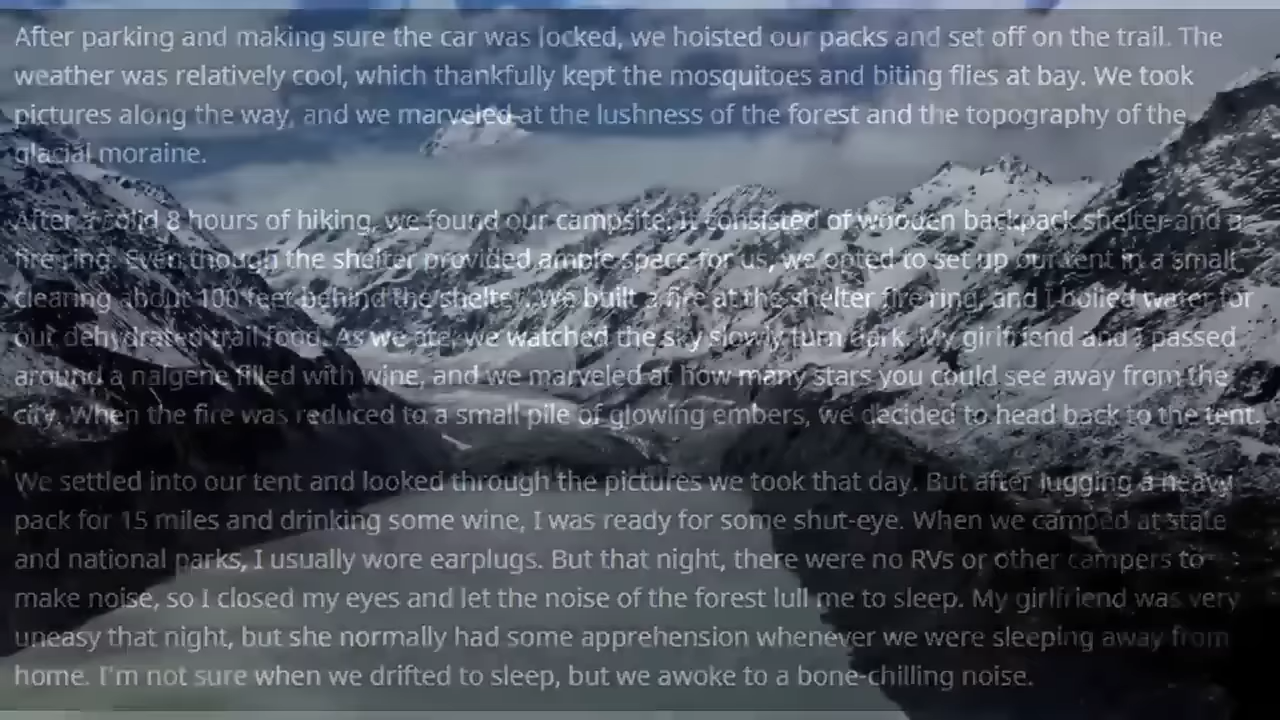 After parking and making sure the car was locked, we hoisted our packs and set off on the trail. The
weather was relatively cool, which thankfully kept the mosquitoes and biting flies at bay. We took
pictures along the way, and we marveled at the lushness of the forest and the topography of the
glacial moraine.
After a solid 8 hours of hiking, we found our campsite. It consisted of wooden backpack shelter and a
fire ring. Even though the shelter provided ample space for us, we opted to set up our tent in a small
clearing about 100 feet behind the shelter. We built a fire at the shelter fire ring, and I boiled water for
our dehydrated trail food. As we ate, we watched the sky slowly turn dark. My girlfriend and I passed
around a nalgene filled with wine, and we marveled at how many stars you could see away from the
city. When the fire was reduced to a small pile of glowing embers, we decided to head back to the tent.
We settled into our tent and looked through the pictures we took that day. But after lugging a heavy
pack for 15 miles and drinking some wine, I was ready for some shut-eye. When we camped at state
and national parks, I usually wore earplugs. But that night, there were no RVs or other campers to
make noise, so I closed my eyes and let the noise of the forest lull me to sleep. My girlfriend was very
uneasy that night, but she normally had some apprehension whenever we were sleeping away from
home. I'm not sure when we drifted to sleep, but we awoke to a bone-chilling noise.